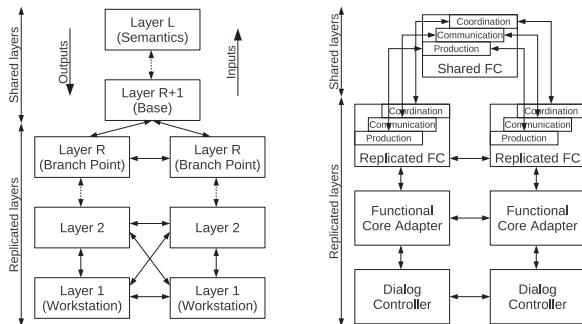 Shared layers
Replicated layers
Outputs
Inputs
Layer L
(Semantics)
Layer R+1
(Base)
Layer R
(Branch Point)
Layer R
(Branch Point)
Layer 2
Layer 2
Layer 1
(Workstation)
Layer 1
(Workstation)
Shared layers
Replicated layers
Coordination
Communication
Production
Shared FC
Coordination
Communication
Production
Replicated FC
Coordination
Communication
Production
Replicated FC
Functional
Core Adapter
Functional
Core Adapter
Dialog
Controller
Dialog
Controller